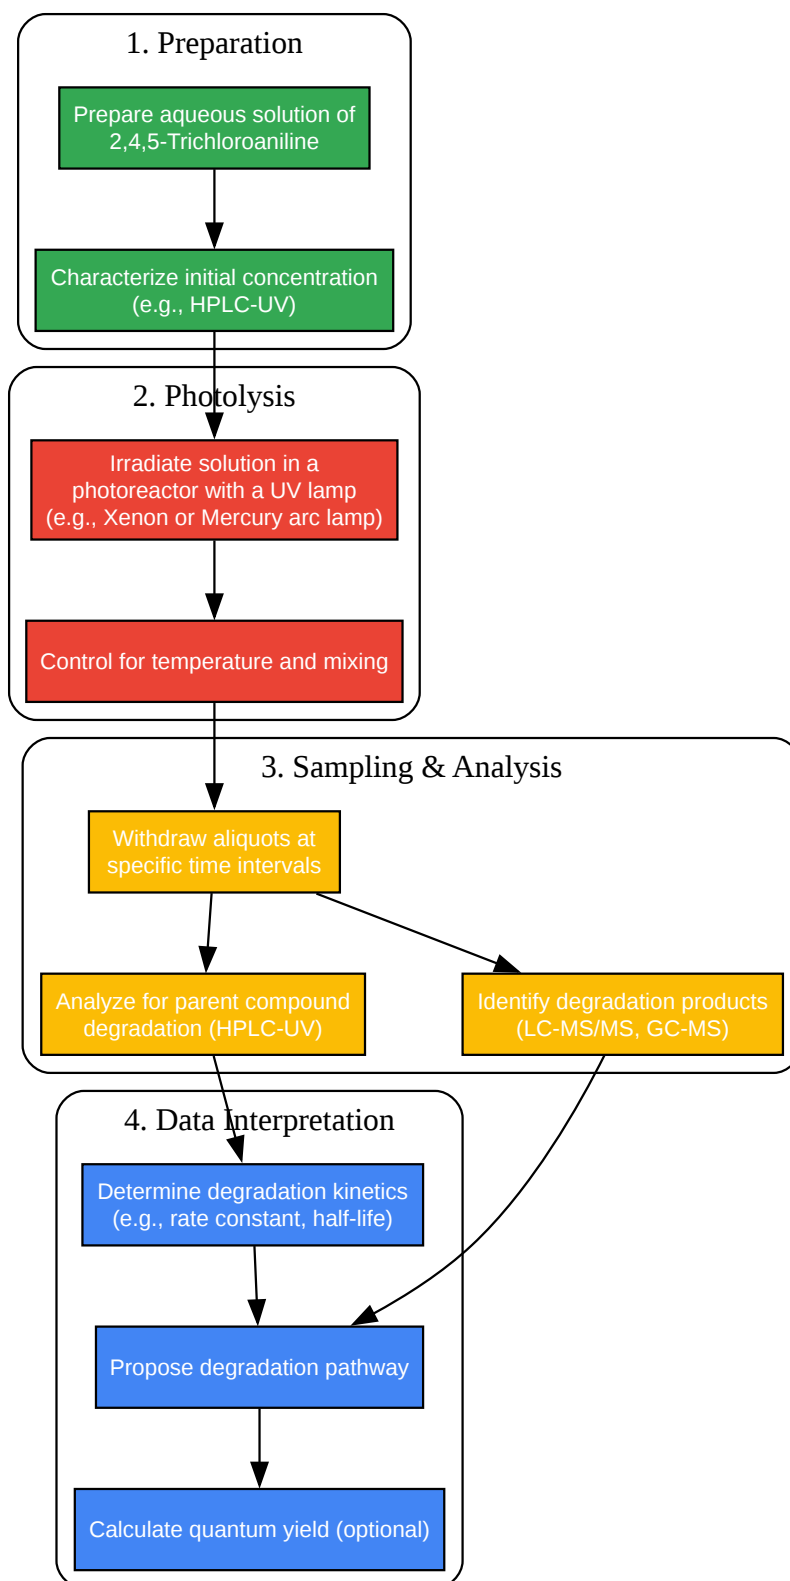 1. Preparation
Prepare aqueous solution of
2,4,5-Trichloroaniline
Characterize initial concentration
(e.g., HPLC-UV)
2. Photolysis
Irradiate solution in a
photoreactor with a UV lamp
(e.g., Xenon or Mercury arc lamp)
Control for temperature and mixing
3. Sampling & Analysis
Withdraw aliquots at
specific time intervals
Analyze for parent compound
degradation (HPLC-UV)
Identify degradation products
(LC-MS/MS, GC-MS)
4. Data Interpretation
Determine degradation kinetics
(e.g., rate constant, half-life)
Propose degradation pathway
Calculate quantum yield (optional)